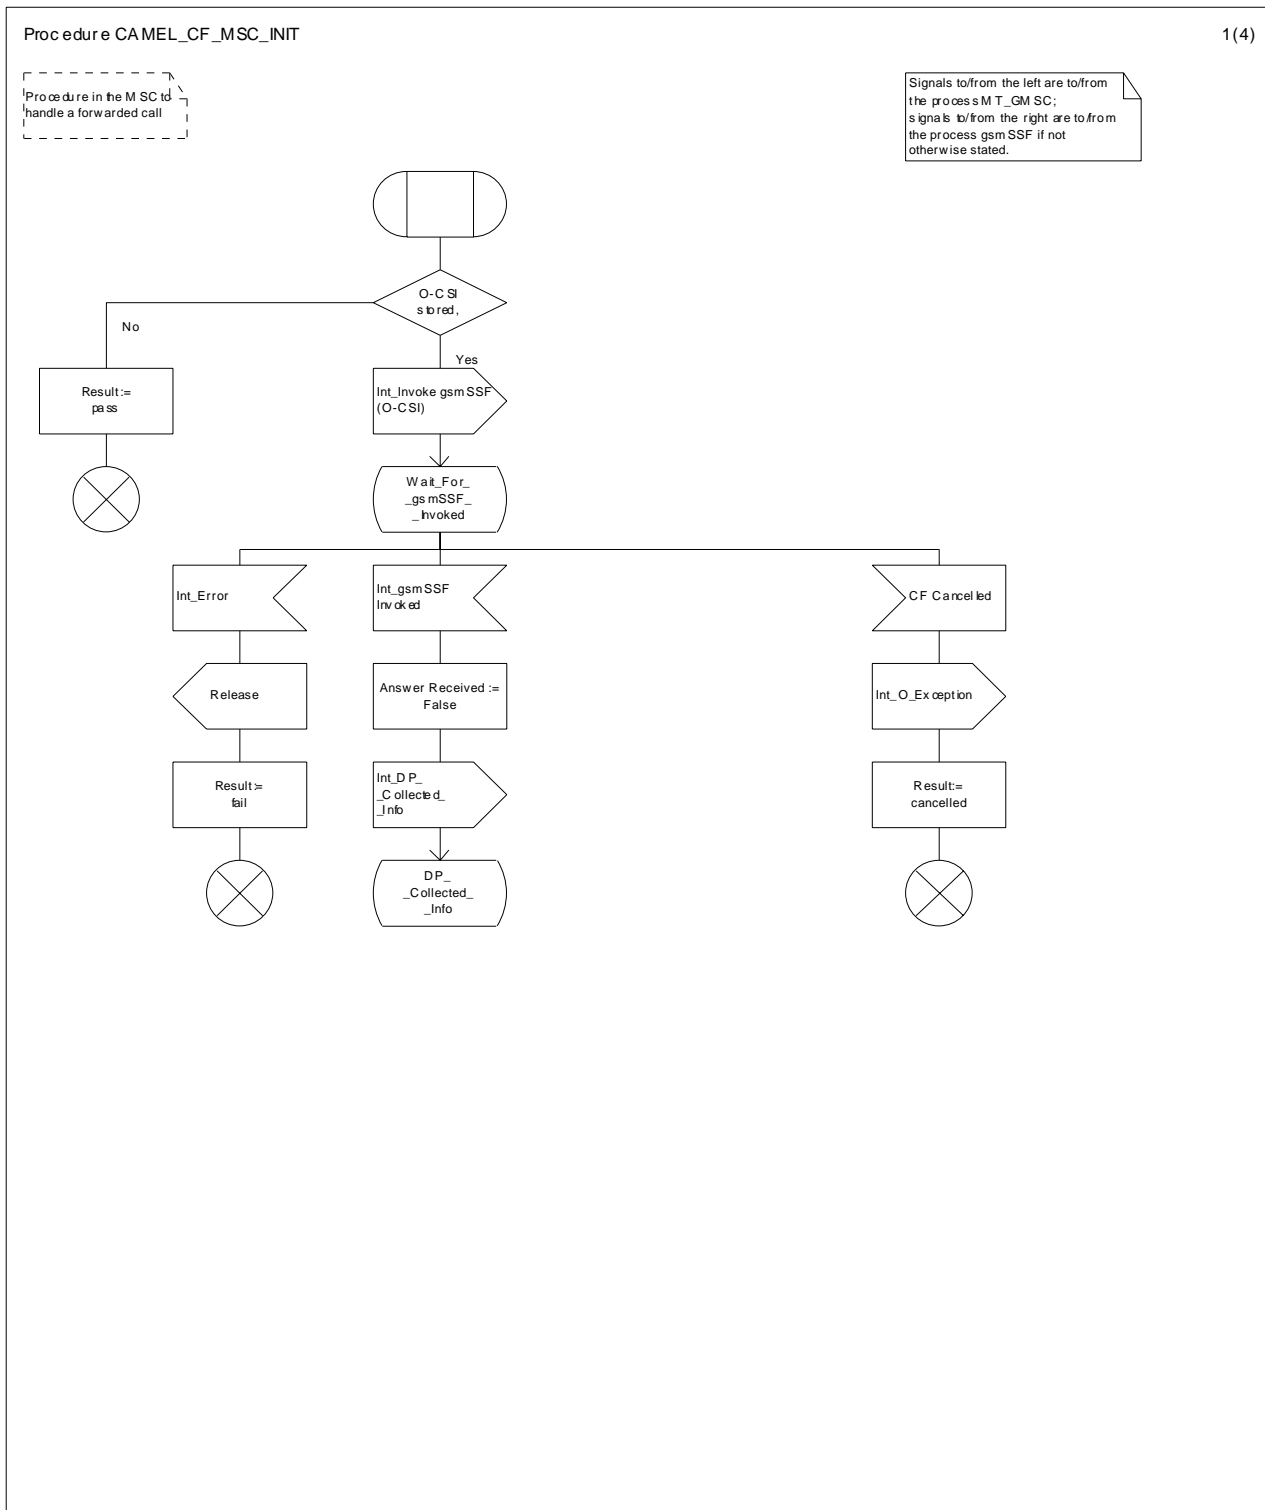 Procedure CAMEL_CF_MSC_INIT
1(4)
Procedure in the MSC to
handle a forwarded call
Signals to/from the left are to/from
the process MT_GMSC;
signals to/from the right are to/from
the process gsmSSF if not
otherwise stated.
O-CSI
stored,
No
Yes
Result:=
pass
Int_Invoke gsmSSF
(O-CSI)
Wait_For_
_gsmSSF_
_Invoked
Int_Error
Int_gsmSSF
Invoked
CF Cancelled
Release
Answer Received :=
False
Int_O_Exception
Result:=
fail
Int_DP_
_Collected_
_Info
Result:=
cancelled
DP_
_Collected_
_Info